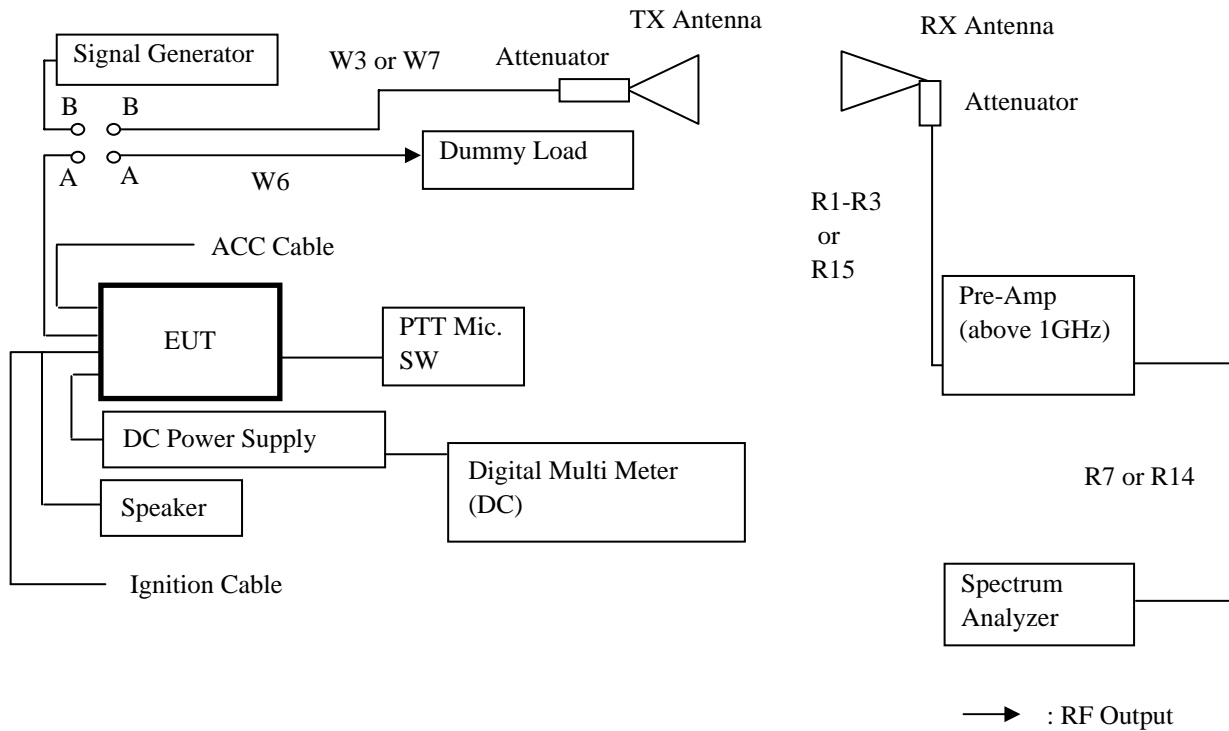 TX Antenna
RX Antenna
Signal Generator
W3 or W7
Attenuator
Attenuator
B
B
A
A
W6
Dummy Load
R1-R3
or
R15
ACC Cable
EUT
PTT Mic.
SW
Pre-Amp
(above 1GHz)
DC Power Supply
Digital Multi Meter
(DC)
R7 or R14
Speaker
Ignition Cable
Spectrum
Analyzer
: RF Output